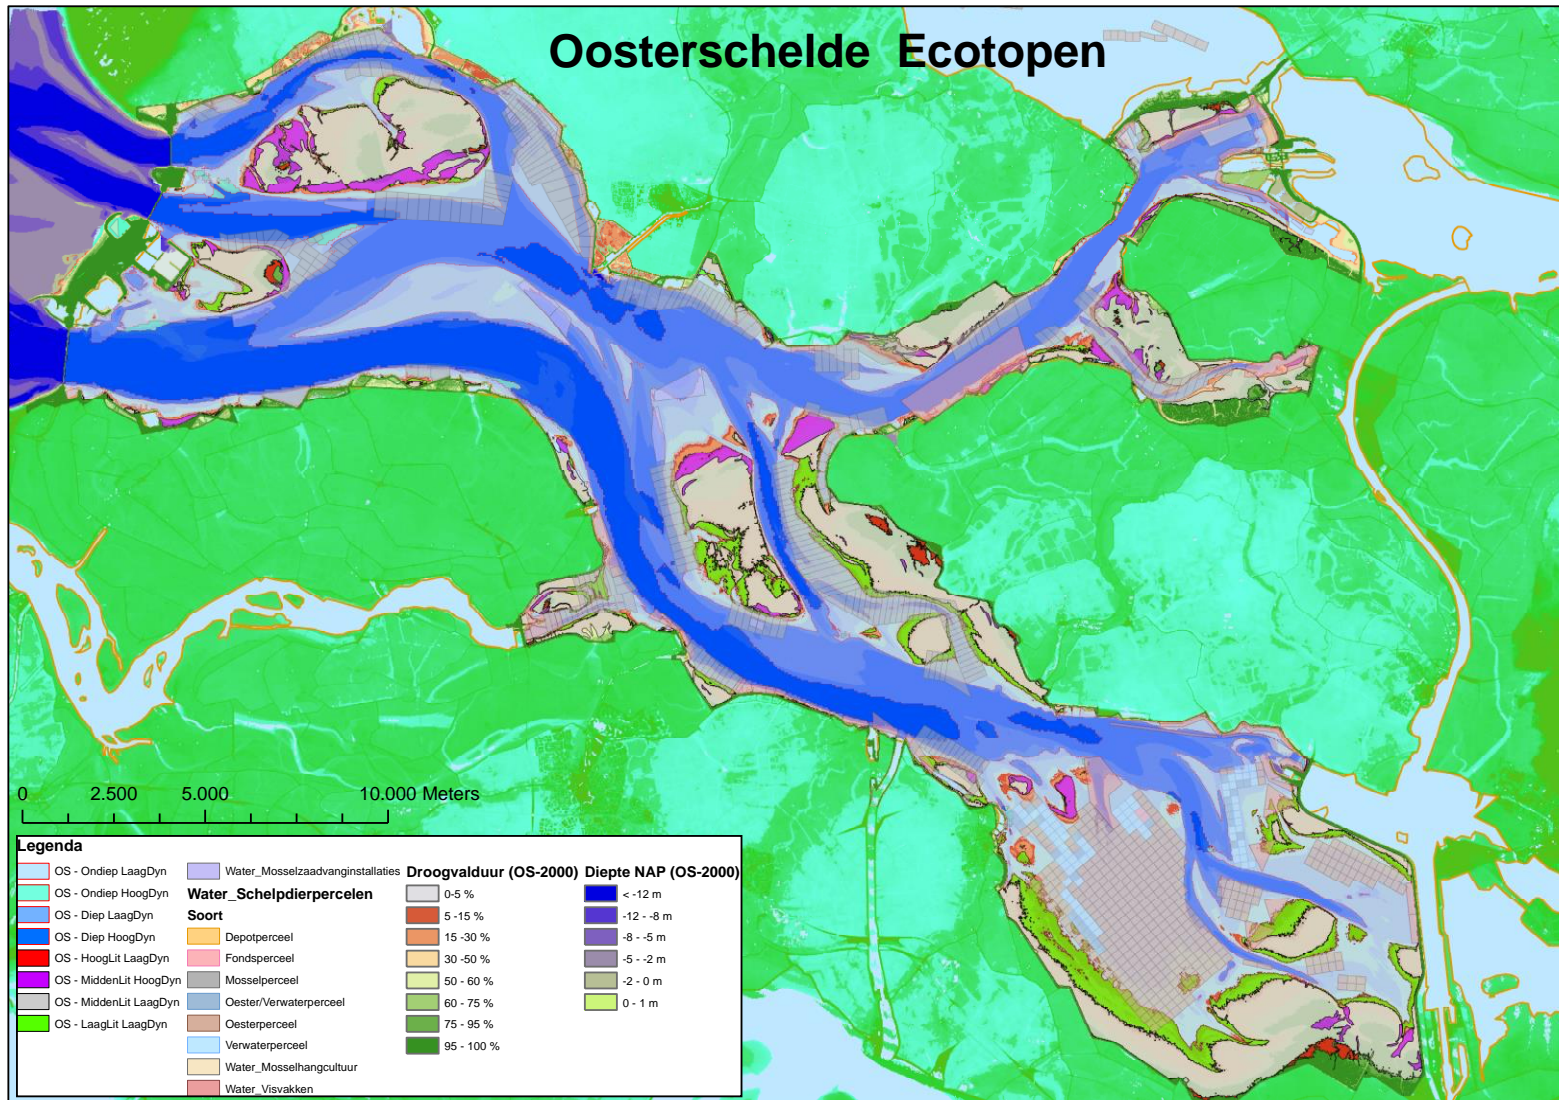 Oosterschelde Ecotopen
0 2.500 5.000 10.000 Meters
Legenda
OS - Ondiep LaagDyn
OS - Ondiep HoogDyn
OS - Diep LaagDyn
OS - Diep HoogDyn
OS - HoogLit LaagDyn
OS - MiddenLit HoogDyn
OS - MiddenLit LaagDyn
OS - LaagLit LaagDyn
Water_Mosselzaadvanginstallaties
Water_Schelpdierpercelen
Soort
Depotperceel
Fondsperceel
Mosselperceel
Oester/Verwaterperceel
Oesterperceel
Verwaterperceel
Water_Mosselhangcultuur
Water_Visvakken
Droogvalduur (OS-2000)
0-5 %
5 -15 %
15 -30 %
30 -50 %
50 - 60 %
60 - 75 %
75 - 95 %
95 - 100 %
Diepte NAP (OS-2000)
< -12 m
-12 - -8 m
-8 - -5 m
-5 - -2 m
-2 - 0 m
0 - 1 m